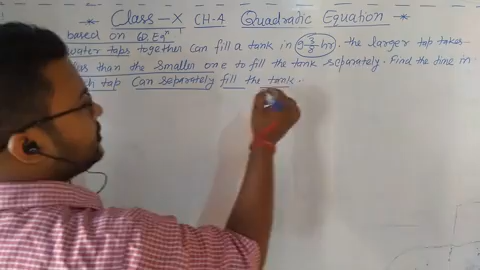 Class-X CH-4 Quadratic Equation
based on Q.Eqⁿ
water taps together can fill a tank in 9 3/8 hr. the larger tap takes
than the smaller one to fill the tank separately. Find the time in
tap can separately fill the tank.